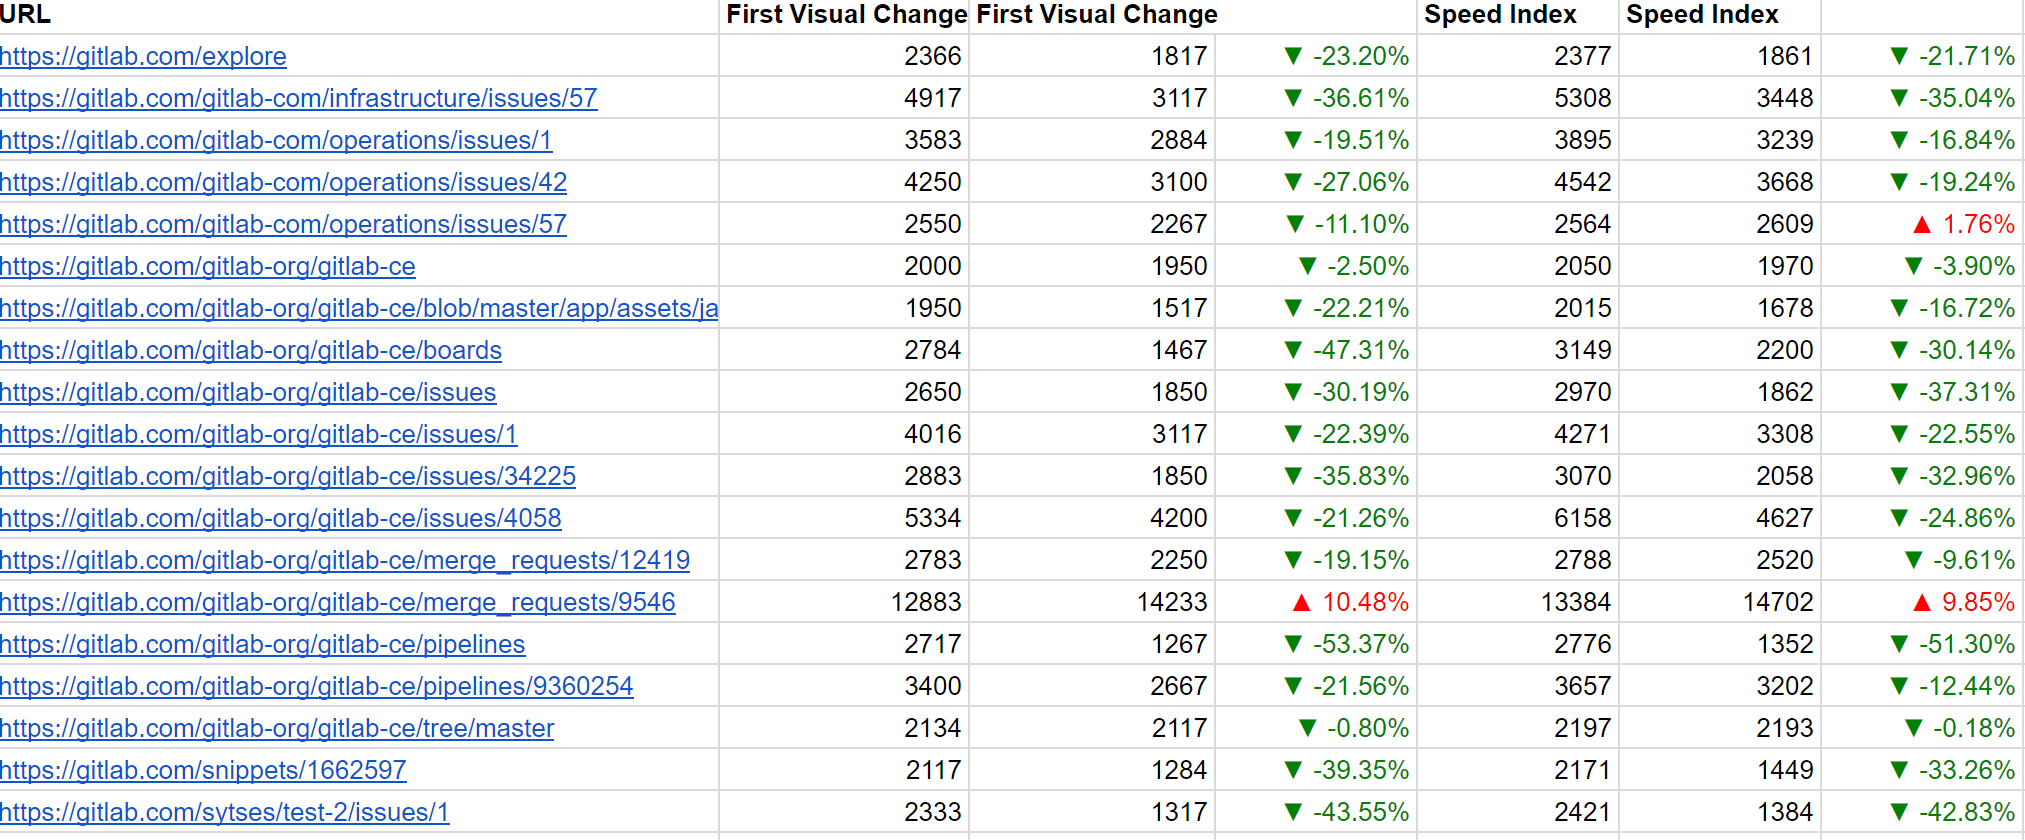 URL First Visual Change First Visual Change Speed Index Speed Index
https://gitlab.com/explore 2366 1817 ▼ -23.20% 2377 1861 ▼ -21.71%
https://gitlab.com/gitlab-com/infrastructure/issues/57 4917 3117 ▼ -36.61% 5308 3448 ▼ -35.04%
https://gitlab.com/gitlab-com/operations/issues/1 3583 2884 ▼ -19.51% 3895 3239 ▼ -16.84%
https://gitlab.com/gitlab-com/operations/issues/42 4250 3100 ▼ -27.06% 4542 3668 ▼ -19.24%
https://gitlab.com/gitlab-com/operations/issues/57 2550 2267 ▼ -11.10% 2564 2609 ▲ 1.76%
https://gitlab.com/gitlab-org/gitlab-ce 2000 1950 ▼ -2.50% 2050 1970 ▼ -3.90%
https://gitlab.com/gitlab-org/gitlab-ce/blob/master/app/assets/ja 1950 1517 ▼ -22.21% 2015 1678 ▼ -16.72%
https://gitlab.com/gitlab-org/gitlab-ce/boards 2784 1467 ▼ -47.31% 3149 2200 ▼ -30.14%
https://gitlab.com/gitlab-org/gitlab-ce/issues 2650 1850 ▼ -30.19% 2970 1862 ▼ -37.31%
https://gitlab.com/gitlab-org/gitlab-ce/issues/1 4016 3117 ▼ -22.39% 4271 3308 ▼ -22.55%
https://gitlab.com/gitlab-org/gitlab-ce/issues/34225 2883 1850 ▼ -35.83% 3070 2058 ▼ -32.96%
https://gitlab.com/gitlab-org/gitlab-ce/issues/4058 5334 4200 ▼ -21.26% 6158 4627 ▼ -24.86%
https://gitlab.com/gitlab-org/gitlab-ce/merge_requests/12419 2783 2250 ▼ -19.15% 2788 2520 ▼ -9.61%
https://gitlab.com/gitlab-org/gitlab-ce/merge_requests/9546 12883 14233 ▲ 10.48% 13384 14702 ▲ 9.85%
https://gitlab.com/gitlab-org/gitlab-ce/pipelines 2717 1267 ▼ -53.37% 2776 1352 ▼ -51.30%
https://gitlab.com/gitlab-org/gitlab-ce/pipelines/9360254 3400 2667 ▼ -21.56% 3657 3202 ▼ -12.44%
https://gitlab.com/gitlab-org/gitlab-ce/tree/master 2134 2117 ▼ -0.80% 2197 2193 ▼ -0.18%
https://gitlab.com/snippets/1662597 2117 1284 ▼ -39.35% 2171 1449 ▼ -33.26%
https://gitlab.com/sytses/test-2/issues/1 2333 1317 ▼ -43.55% 2421 1384 ▼ -42.83%